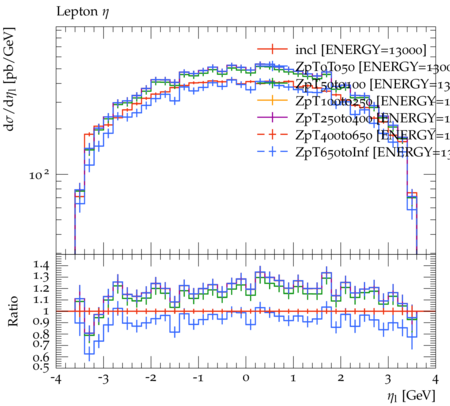 Lepton η
dσ/dη_l [pb/GeV]
incl [ENERGY=13000]
ZpT0To50 [ENERGY=1300
ZpT50to100 [ENERGY=13
ZpT100to250 [ENERGY=1
ZpT250to400 [ENERGY=1
ZpT400to650 [ENERGY=1
ZpT650toInf [ENERGY=13
10²
Ratio
1.4
1.3
1.2
1.1
1
0.9
0.8
0.7
0.6
0.5
-4 -3 -2 -1 0 1 2 3 4
η_l [GeV]